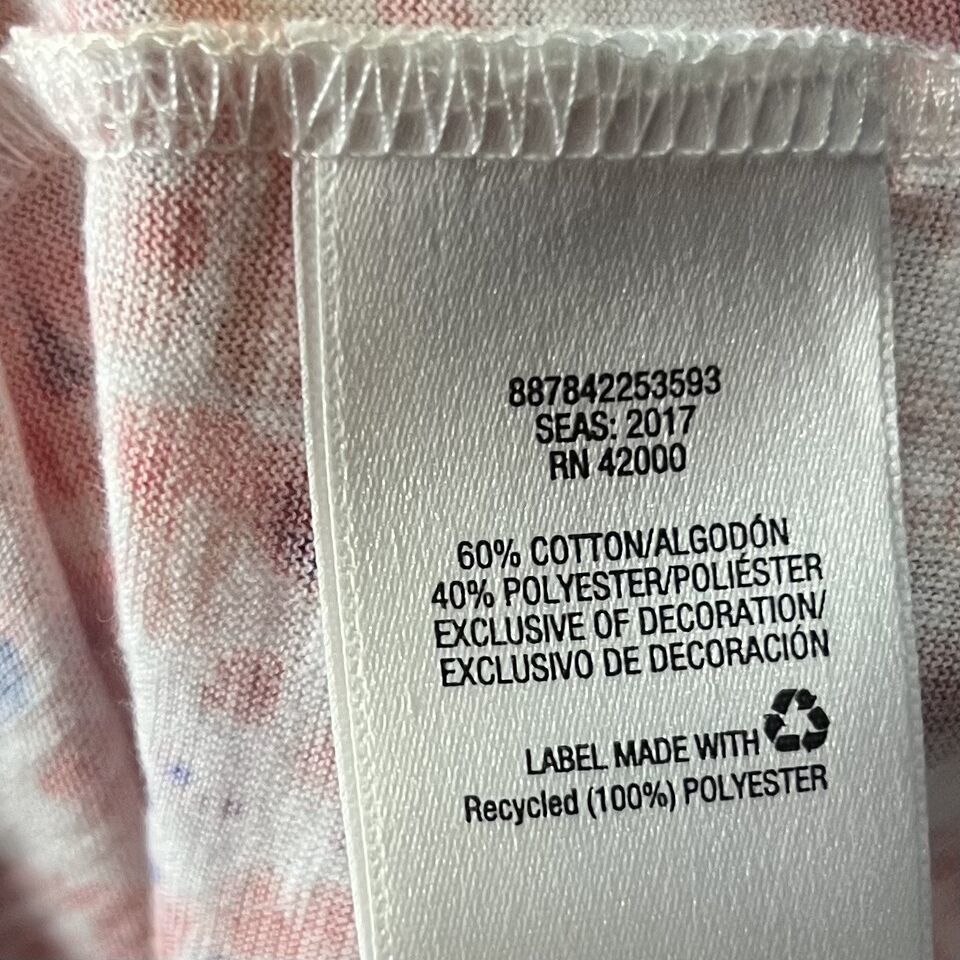 887842253593
SEAS: 2017
RN 42000
60% COTTON/ALGODÓN
40% POLYESTER/POLIÉSTER
EXCLUSIVE OF DECORATION/
EXCLUSIVO DE DECORACIÓN
LABEL MADE WITH
Recycled (100%) POLYESTER